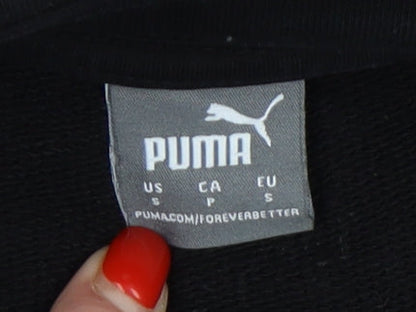 PUMA
US CA EU
S P S
PUMA.COM/FOREVERBETTER